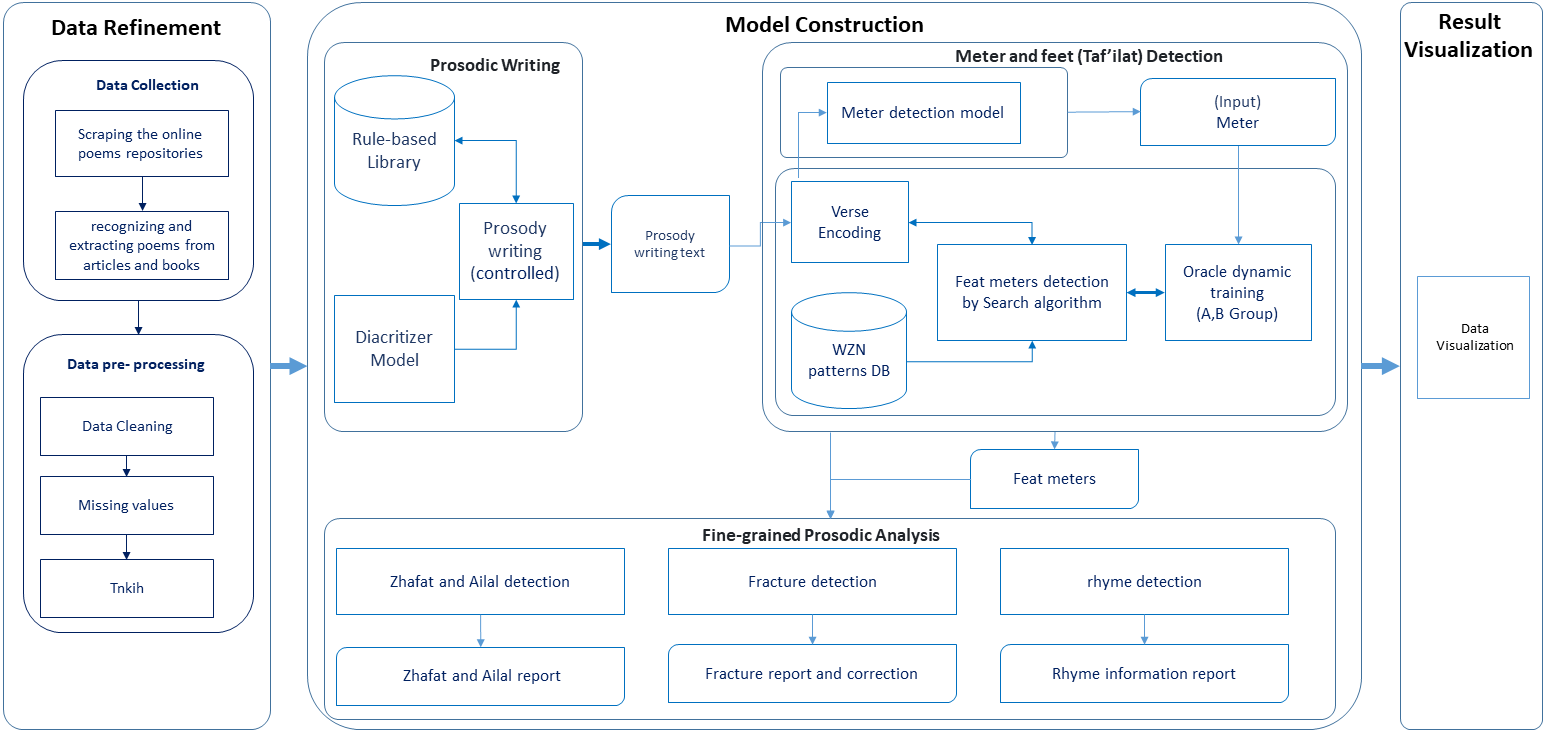 Data Refinement
Data Collection
Scraping the online
poems repositories
recognizing and
extracting poems from
articles and books
Data pre- processing
Data Cleaning
Missing values
Tnkih
Model Construction
Prosodic Writing
Rule-based
Library
Prosody
writing
(controlled)
Diacritizer
Model
Prosody
writing text
Meter and feet (Taf’ilat) Detection
Meter detection model
(Input)
Meter
Verse
Encoding
Feat meters detection
by Search algorithm
Oracle dynamic
training
(A,B Group)
WZN
patterns DB
Feat meters
Fine-grained Prosodic Analysis
Zhafat and Ailal detection
Fracture detection
rhyme detection
Zhafat and Ailal report
Fracture report and correction
Rhyme information report
Result
Visualization
Data
Visualization